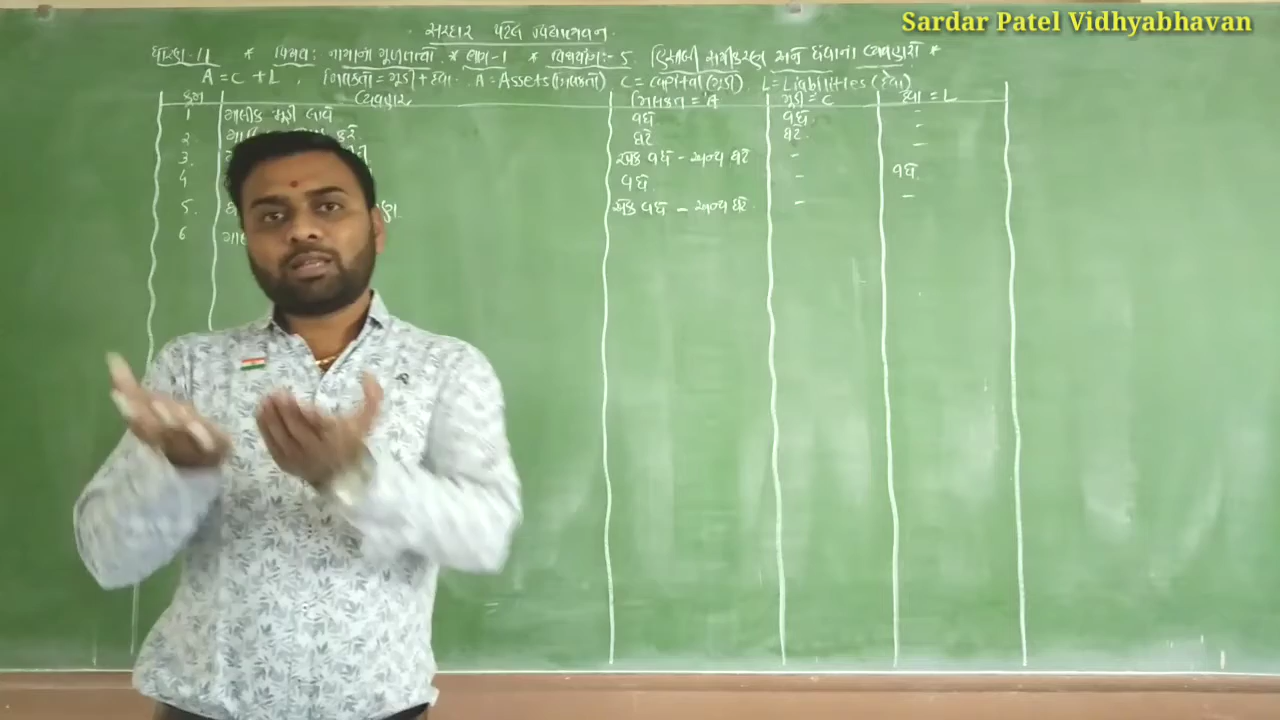 Sardar Patel Vidhyabhavan
સરદાર પટેલ વિદ્યાભવન.
ધોરણ-11 * વિષય: નામાનાં મૂળતત્ત્વો * ભાગ-1 * વિષયાંગ:- 5. હિસાબી સમીકરણ અને ધંધાના વ્યવહારો *
A = C + L , મિલકતો = મૂડી + દેવા. A = Assets (મિલકતો) C = (મૂડી) L = Liabilities (દેવા)
ક્રમ વ્યવહાર મિલકત = A મૂડી = C દેવા = L
1 માલિક મૂડી લાવે વધે વધે -
2. કરે. ઘટે ઘટે. -
3. એક વધે - અન્ય ઘટે -
4 વધે. - વધે
5. એક વધે - અન્ય ઘટે. - -
6